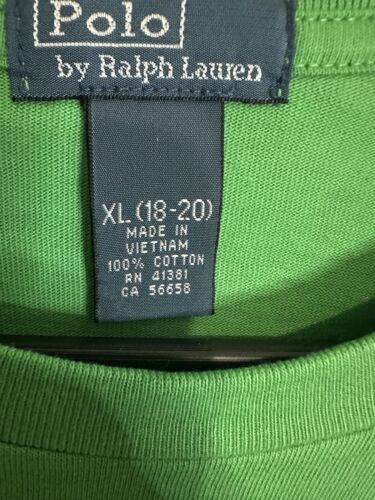 Polo
by Ralph Lauren
XL (18-20)
MADE IN
VIETNAM
100% COTTON
RN 41381
CA 56658